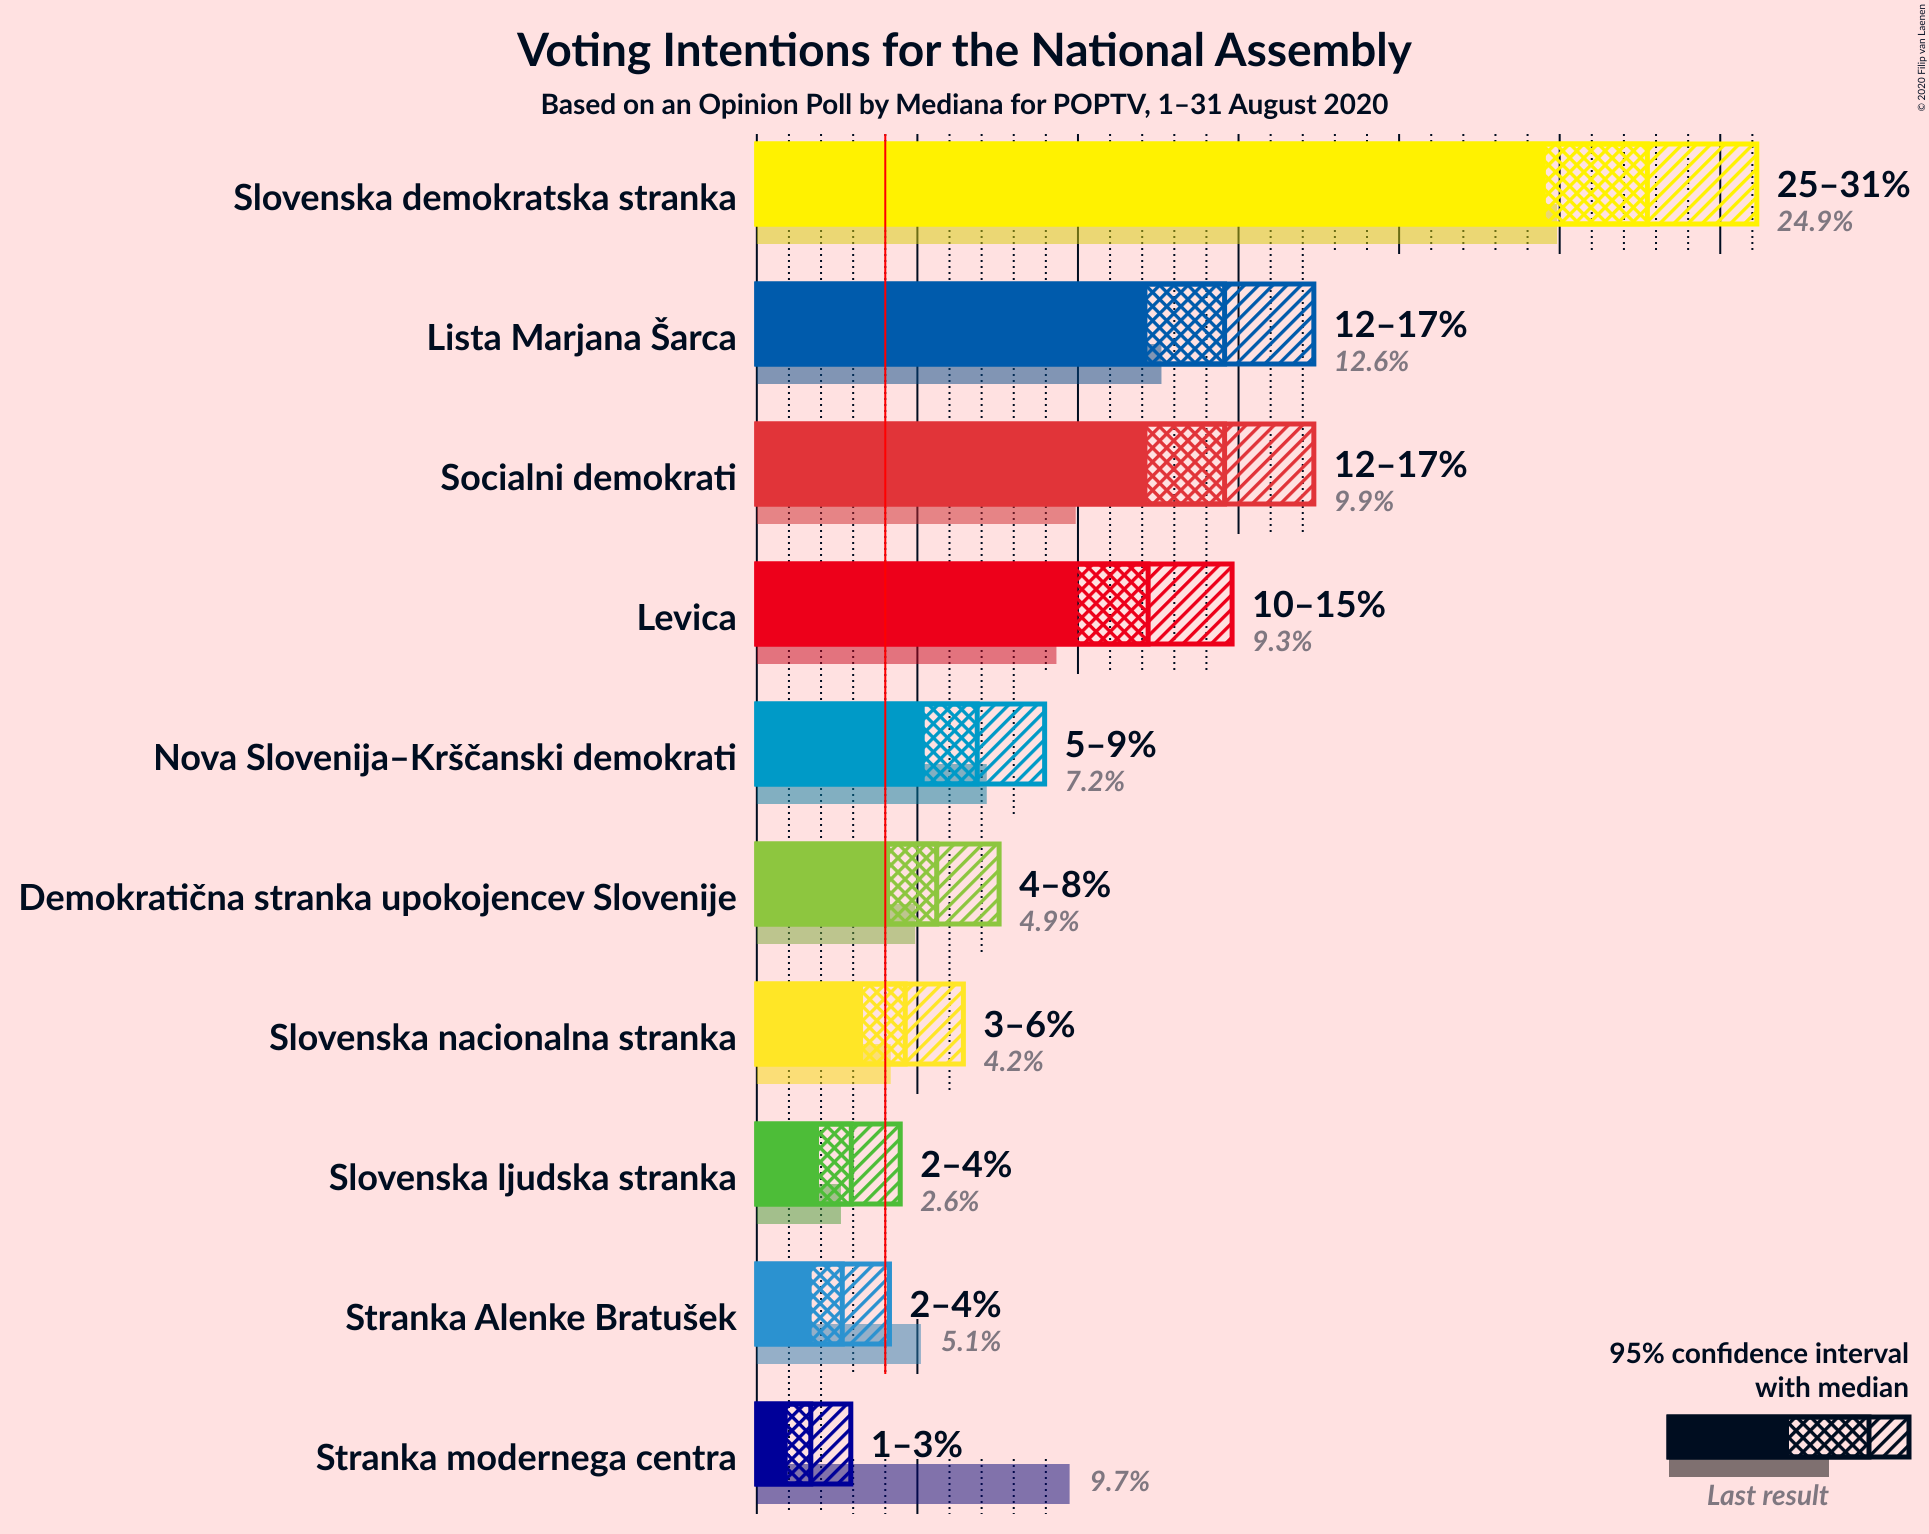 Voting Intentions for the National Assembly
Based on an Opinion Poll by Mediana for POPTV, 1–31 August 2020
© 2020 Filip van Laenen
Slovenska demokratska stranka
25–31%
24.9%
Lista Marjana Šarca
12–17%
12.6%
Socialni demokrati
12–17%
9.9%
Levica
10–15%
9.3%
Nova Slovenija–Krščanski demokrati
5–9%
7.2%
Demokratična stranka upokojencev Slovenije
4–8%
4.9%
Slovenska nacionalna stranka
3–6%
4.2%
Slovenska ljudska stranka
2–4%
2.6%
Stranka Alenke Bratušek
2–4%
5.1%
Stranka modernega centra
1–3%
9.7%
95% confidence interval
with median
Last result